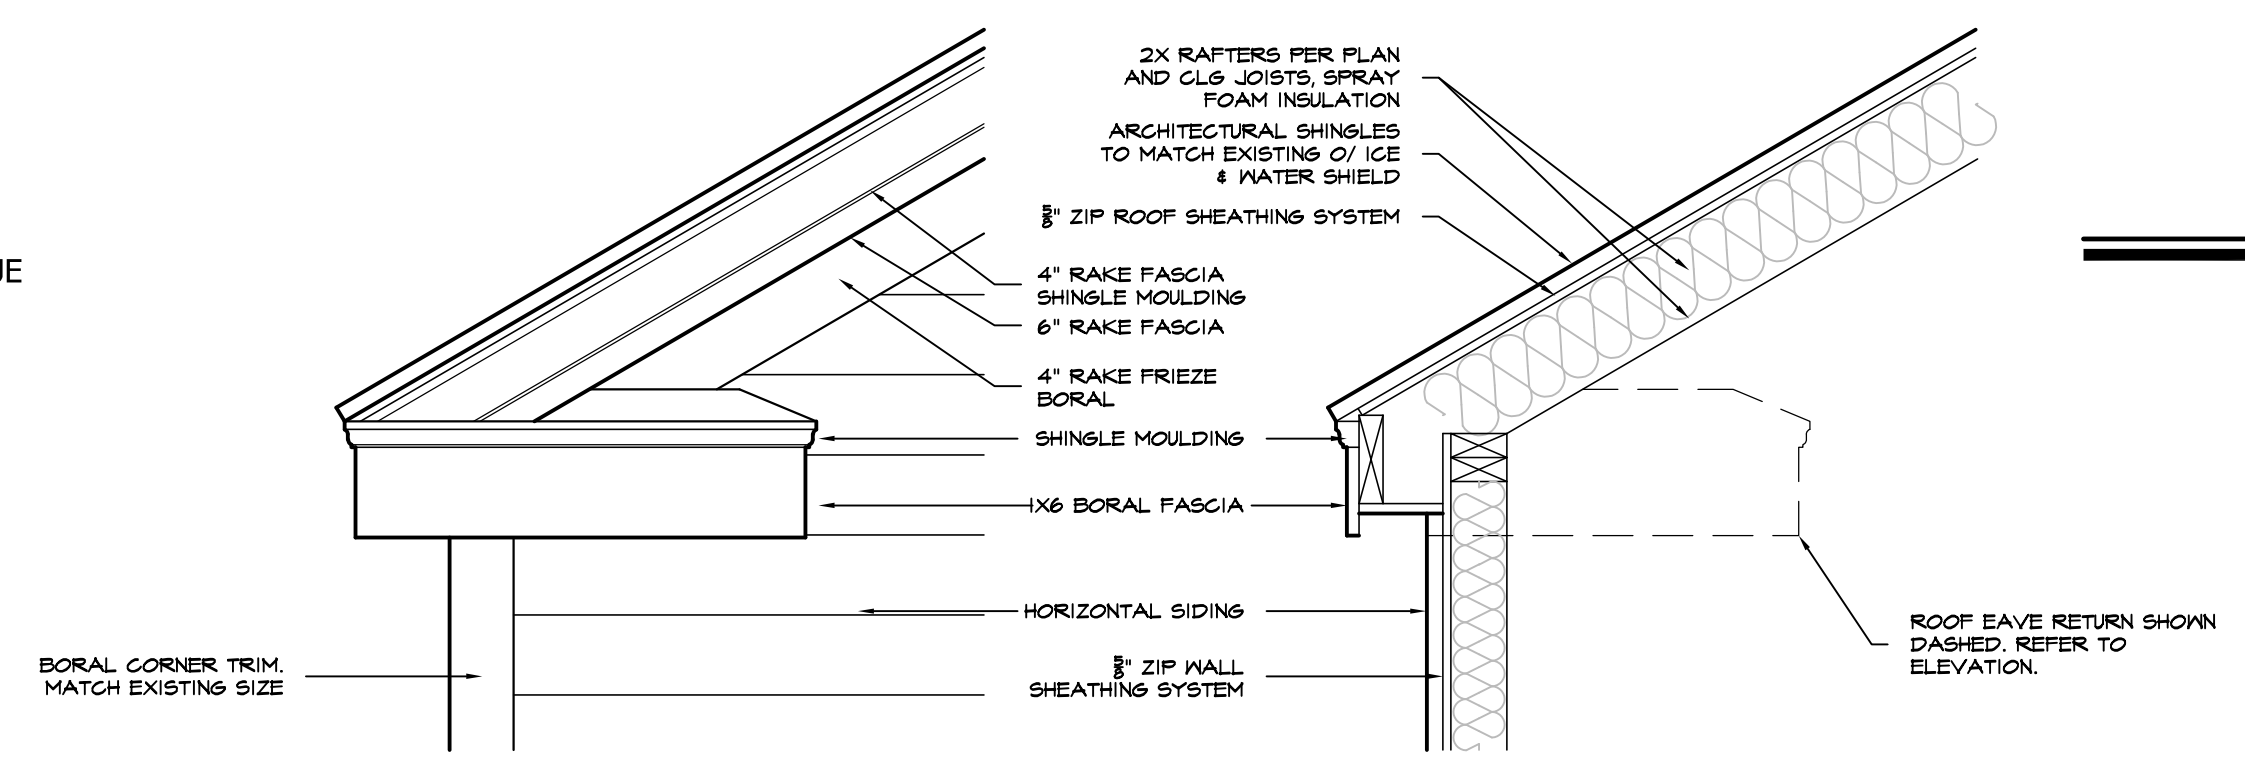 UE
2X RAFTERS PER PLAN
AND CLG JOISTS, SPRAY
FOAM INSULATION
ARCHITECTURAL SHINGLES
TO MATCH EXISTING O/ ICE
& WATER SHIELD
5/8" ZIP ROOF SHEATHING SYSTEM
4" RAKE FASCIA
SHINGLE MOULDING
6" RAKE FASCIA
4" RAKE FRIEZE
BORAL
SHINGLE MOULDING
1X6 BORAL FASCIA
HORIZONTAL SIDING
5/8" ZIP WALL
SHEATHING SYSTEM
BORAL CORNER TRIM.
MATCH EXISTING SIZE
ROOF EAVE RETURN SHOWN
DASHED. REFER TO
ELEVATION.